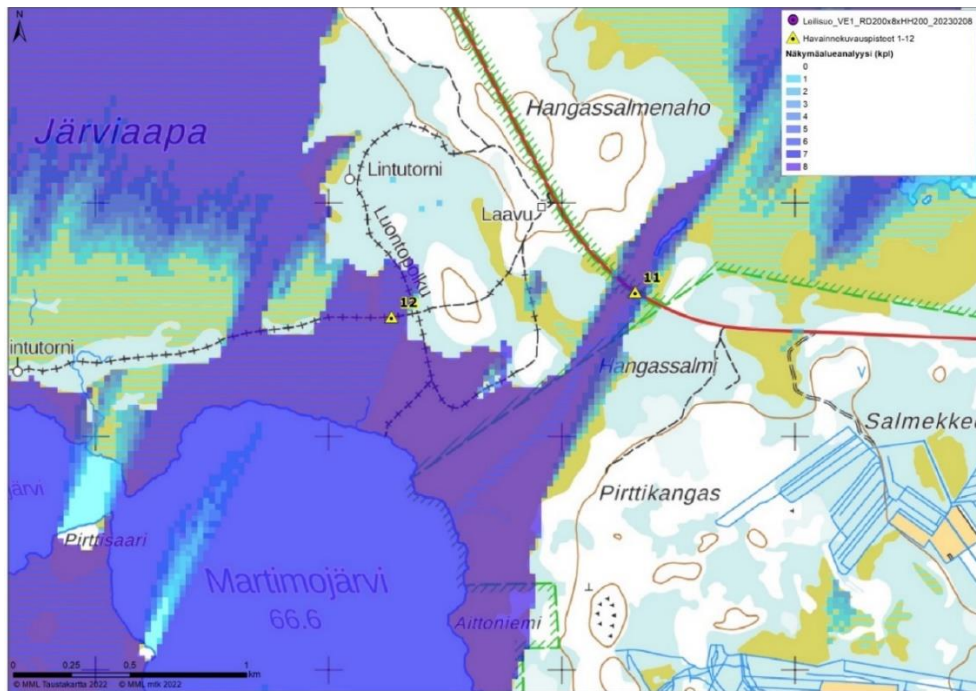 N
Leilisuo_VE1_RD200x8xHH200_20230208
Havainnekuvauspisteet 1-12
Näkymäalueanalyysi (kpl)
0
1
2
3
4
5
6
7
8
Hangassalmenaho
Järviaapa
Lintutorni
Laavu
Luontopolku
11
12
intutorni
Hangassalmi
Salmekke
Pirttikangas
järvi
Pirttisaari
Martimojärvi
66.6
Aittoniemi
0 0,25 0,5 1
km
© MML Taustakartta 2022 © MML mtk 2022